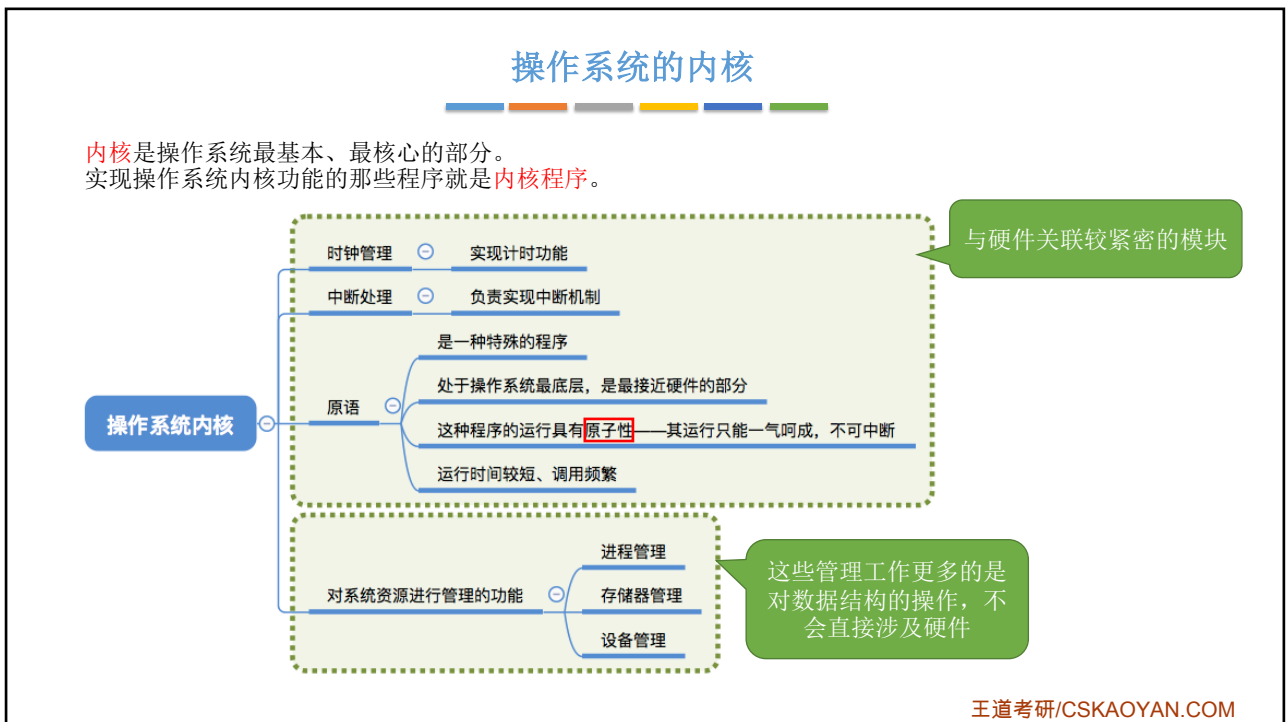 操作系统的内核
内核是操作系统最基本、最核心的部分。
实现操作系统内核功能的那些程序就是内核程序。
与硬件关联较紧密的模块
时钟管理
实现计时功能
中断处理
负责实现中断机制
是一种特殊的程序
处于操作系统最底层，是最接近硬件的部分
原语
这种程序的运行具有原子性——其运行只能一气呵成，不可中断
运行时间较短、调用频繁
操作系统内核
进程管理
对系统资源进行管理的功能
存储器管理
设备管理
这些管理工作更多的是
对数据结构的操作，不
会直接涉及硬件
王道考研/CSKAOYAN.COM